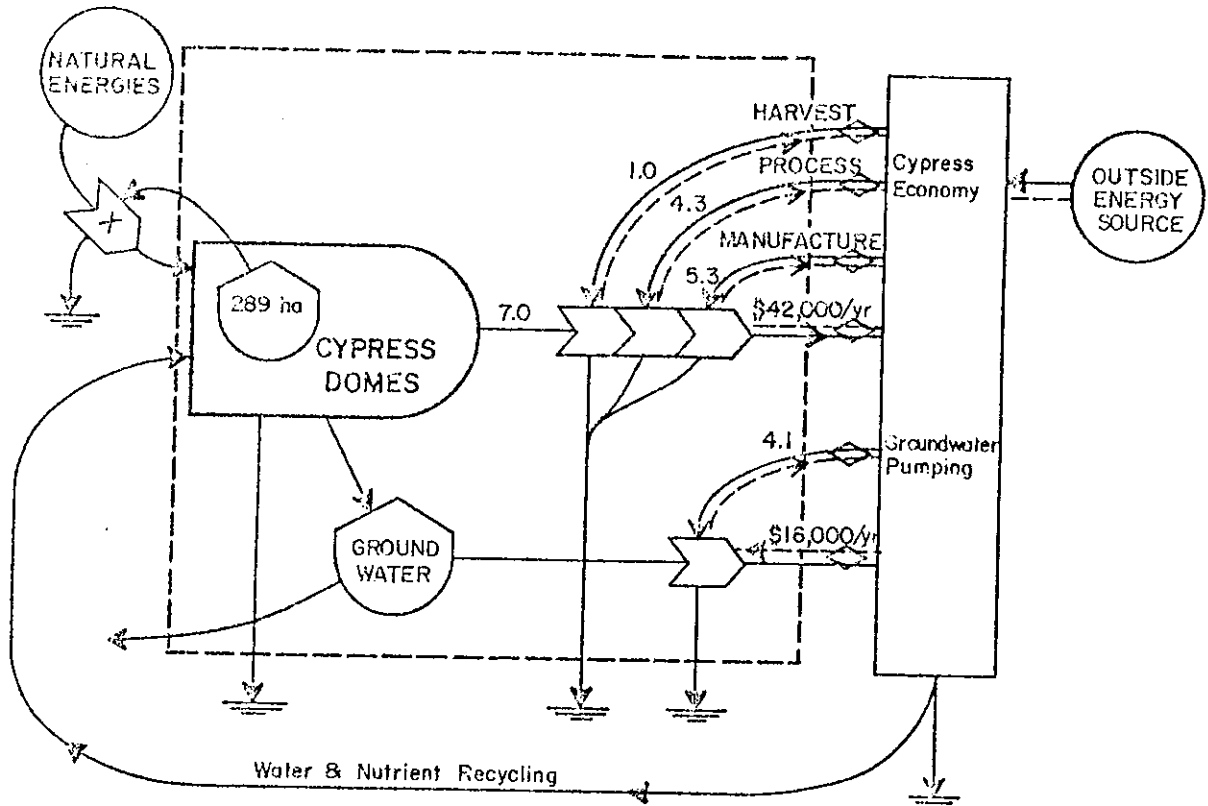 NATURAL
ENERGIES
HARVEST
1.0
PROCESS
4.3
Cypress
Economy
OUTSIDE
ENERGY
SOURCE
MANUFACTURE
5.3
289 ha
7.0
$42,000/yr
CYPRESS
DOMES
4.1
Groundwater
Pumping
GROUND
WATER
$16,000/yr
Water & Nutrient Recycling